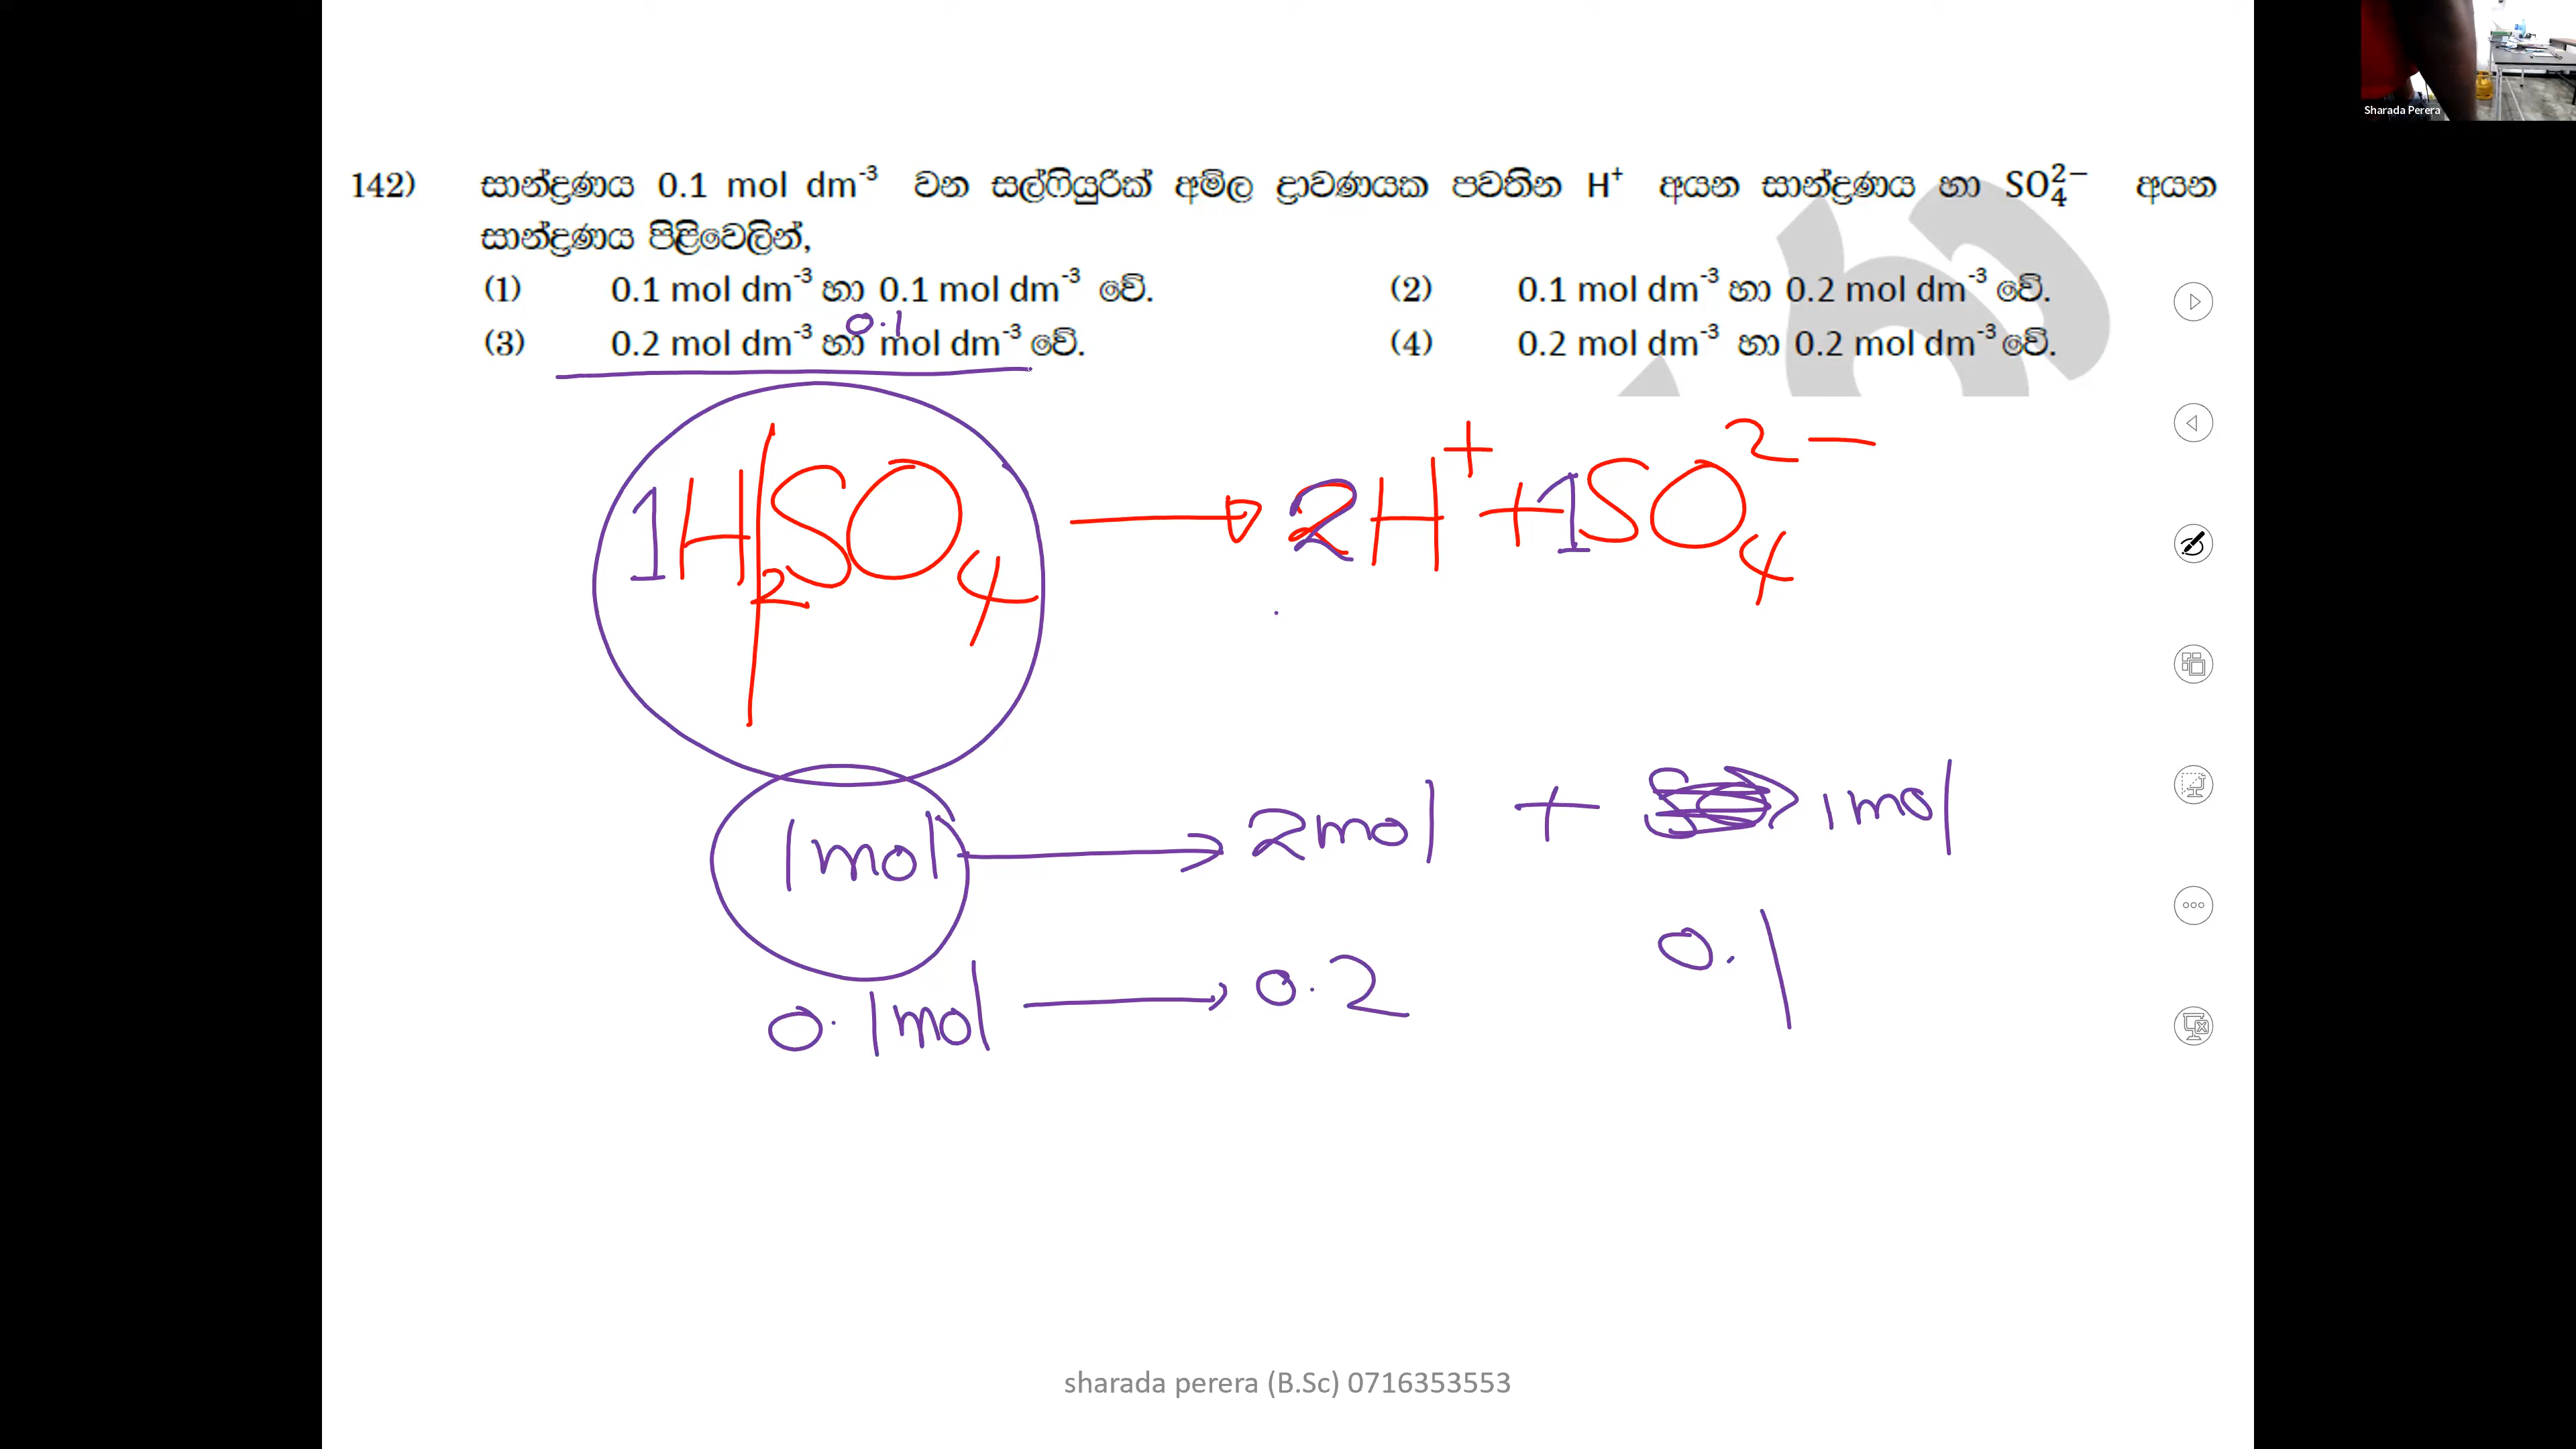 Sharada Perera
142) සාන්ද්‍රණය 0.1 mol dm⁻³ වන සල්ෆියුරික් අම්ල ද්‍රාවණයක පවතින H⁺ අයන සාන්ද්‍රණය හා SO₄²⁻ අයන
සාන්ද්‍රණය පිළිවෙලින්,
(1) 0.1 mol dm⁻³ හා 0.1 mol dm⁻³ වේ. (2) 0.1 mol dm⁻³ හා 0.2 mol dm⁻³ වේ.
(3) 0.2 mol dm⁻³ හා 0.1 mol dm⁻³ වේ. (4) 0.2 mol dm⁻³ හා 0.2 mol dm⁻³ වේ.
1H₂SO₄ → 2H⁺ + 1SO₄²⁻
1mol → 2mol + 1mol
0.1mol → 0.2 0.1
sharada perera (B.Sc) 0716353553